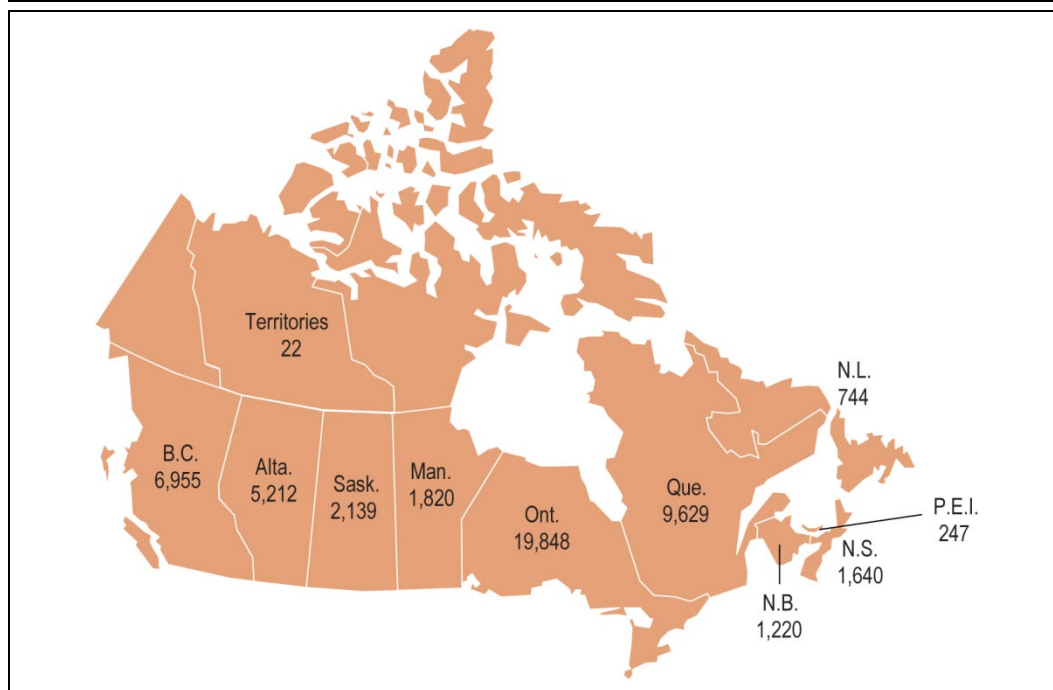 Territories
22
N.L.
744
B.C.
6,955
Alta.
5,212
Sask.
2,139
Man.
1,820
Ont.
19,848
Que.
9,629
P.E.I.
247
N.S.
1,640
N.B.
1,220